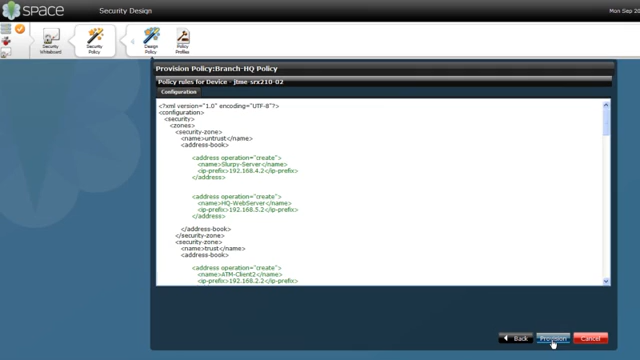 space
Security Design
Mon Sep 20
Security Whiteboard
Security Policy
Design Policy
Policy Profiles
Provision Policy:Branch-HQ Policy
Policy rules for Device - jtme-srx210-02
Configuration
<?xml version="1.0" encoding="UTF-8"?>
<configuration>
<security>
<zones>
<security-zone>
<name>untrust</name>
<address-book>
<address operation="create">
<name>Slurpy-Server</name>
<ip-prefix>192.168.4.2</ip-prefix>
</address>
<address operation="create">
<name>HQ-WebServer</name>
<ip-prefix>192.168.5.2</ip-prefix>
</address>
</address-book>
</security-zone>
<security-zone>
<name>trust</name>
<address-book>
<address operation="create">
<name>ATM-Client2</name>
<ip-prefix>192.168.2.2</ip-prefix>
Back
Provision
Cancel